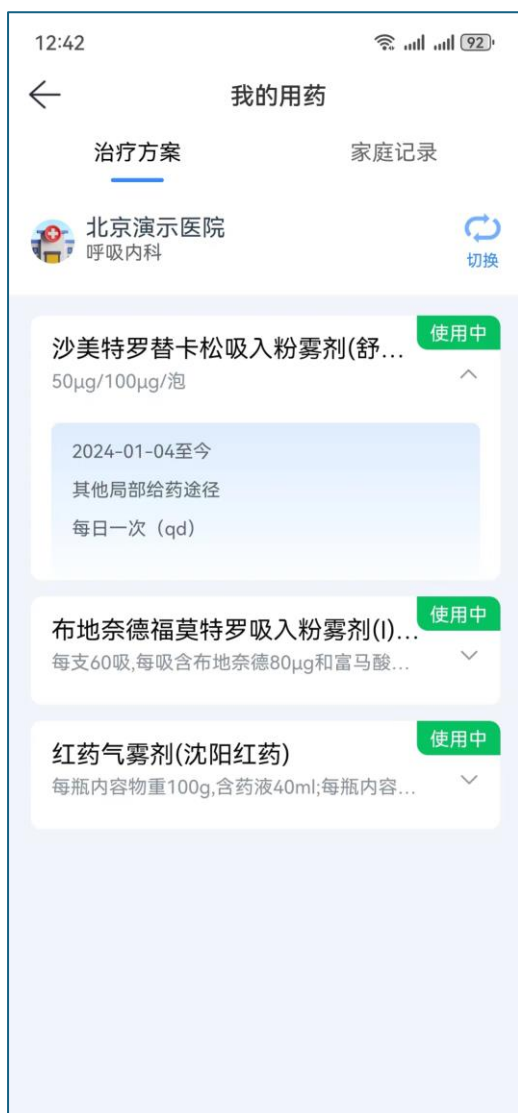 12:42
92
我的用药
治疗方案
家庭记录
北京演示医院
呼吸内科
切换
使用中
沙美特罗替卡松吸入粉雾剂(舒...
50μg/100μg/泡
2024-01-04至今
其他局部给药途径
每日一次（qd）
使用中
布地奈德福莫特罗吸入粉雾剂(I)...
每支60吸,每吸含布地奈德80μg和富马酸...
使用中
红药气雾剂(沈阳红药)
每瓶内容物重100g,含药液40ml;每瓶内容...